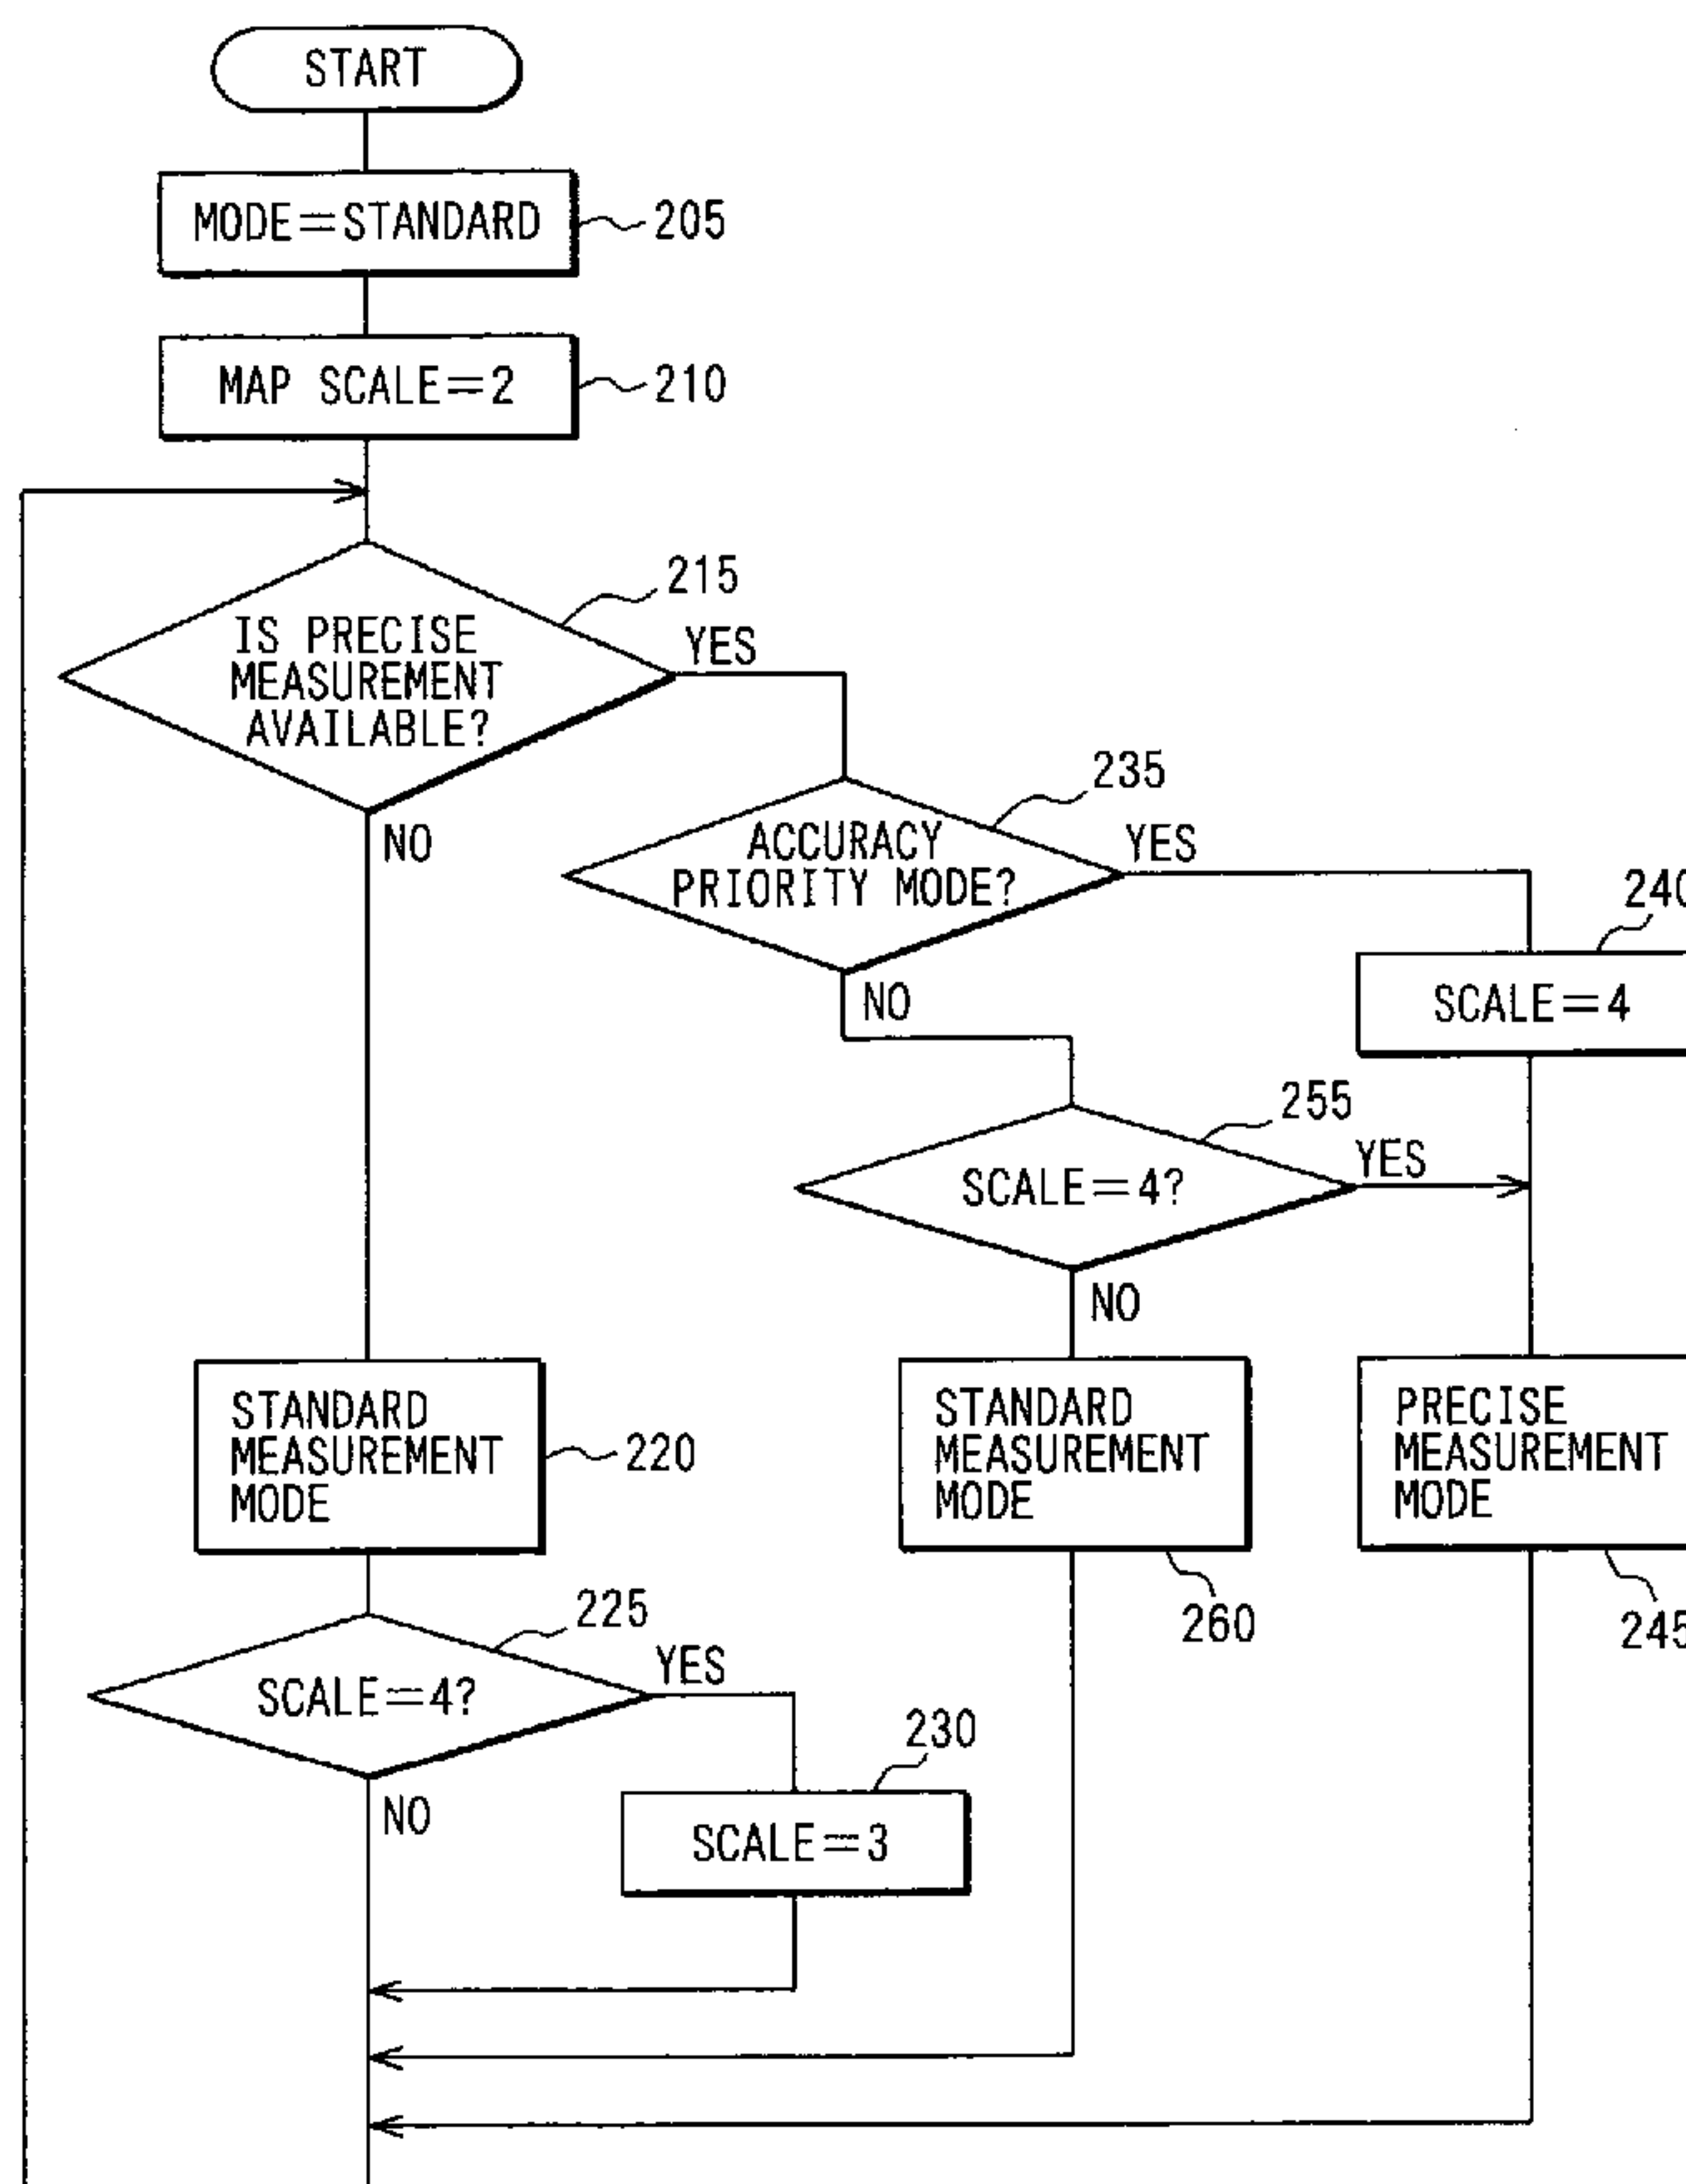 START
MODE=STANDARD
205
MAP SCALE=2
210
215
IS PRECISE
MEASUREMENT
AVAILABLE?
YES
NO
235
ACCURACY
PRIORITY MODE?
YES
NO
240
SCALE=4
255
SCALE=4?
YES
NO
STANDARD
MEASUREMENT
MODE
220
STANDARD
MEASUREMENT
MODE
260
PRECISE
MEASUREMENT
MODE
245
225
SCALE=4?
YES
NO
230
SCALE=3